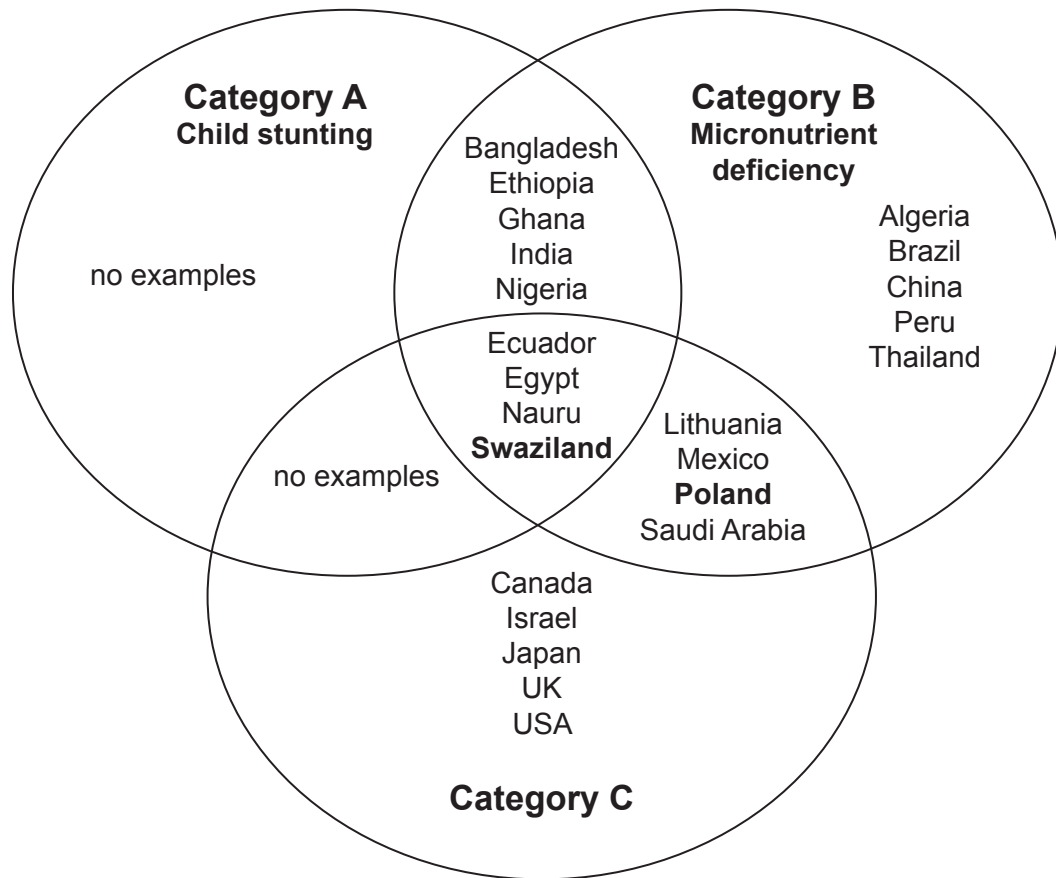 Category A
Child stunting
Category B
Micronutrient
deficiency
Bangladesh
Ethiopia
Ghana
India
Nigeria
Algeria
Brazil
China
Peru
Thailand
no examples
Ecuador
Egypt
Nauru
Swaziland
Lithuania
Mexico
Poland
Saudi Arabia
no examples
Canada
Israel
Japan
UK
USA
Category C